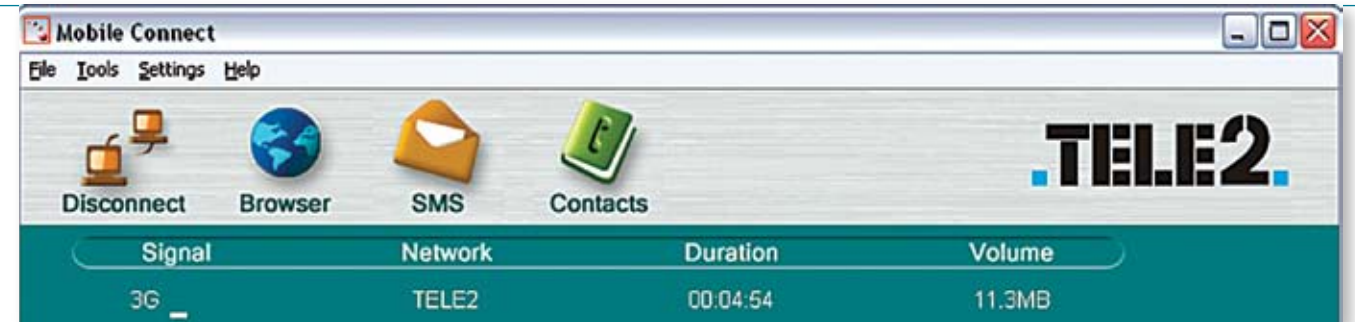 Mobile Connect
File Tools Settings Help
TELE2
Disconnect Browser SMS Contacts
Signal Network Duration Volume
3G TELE2 00:04:54 11.3MB